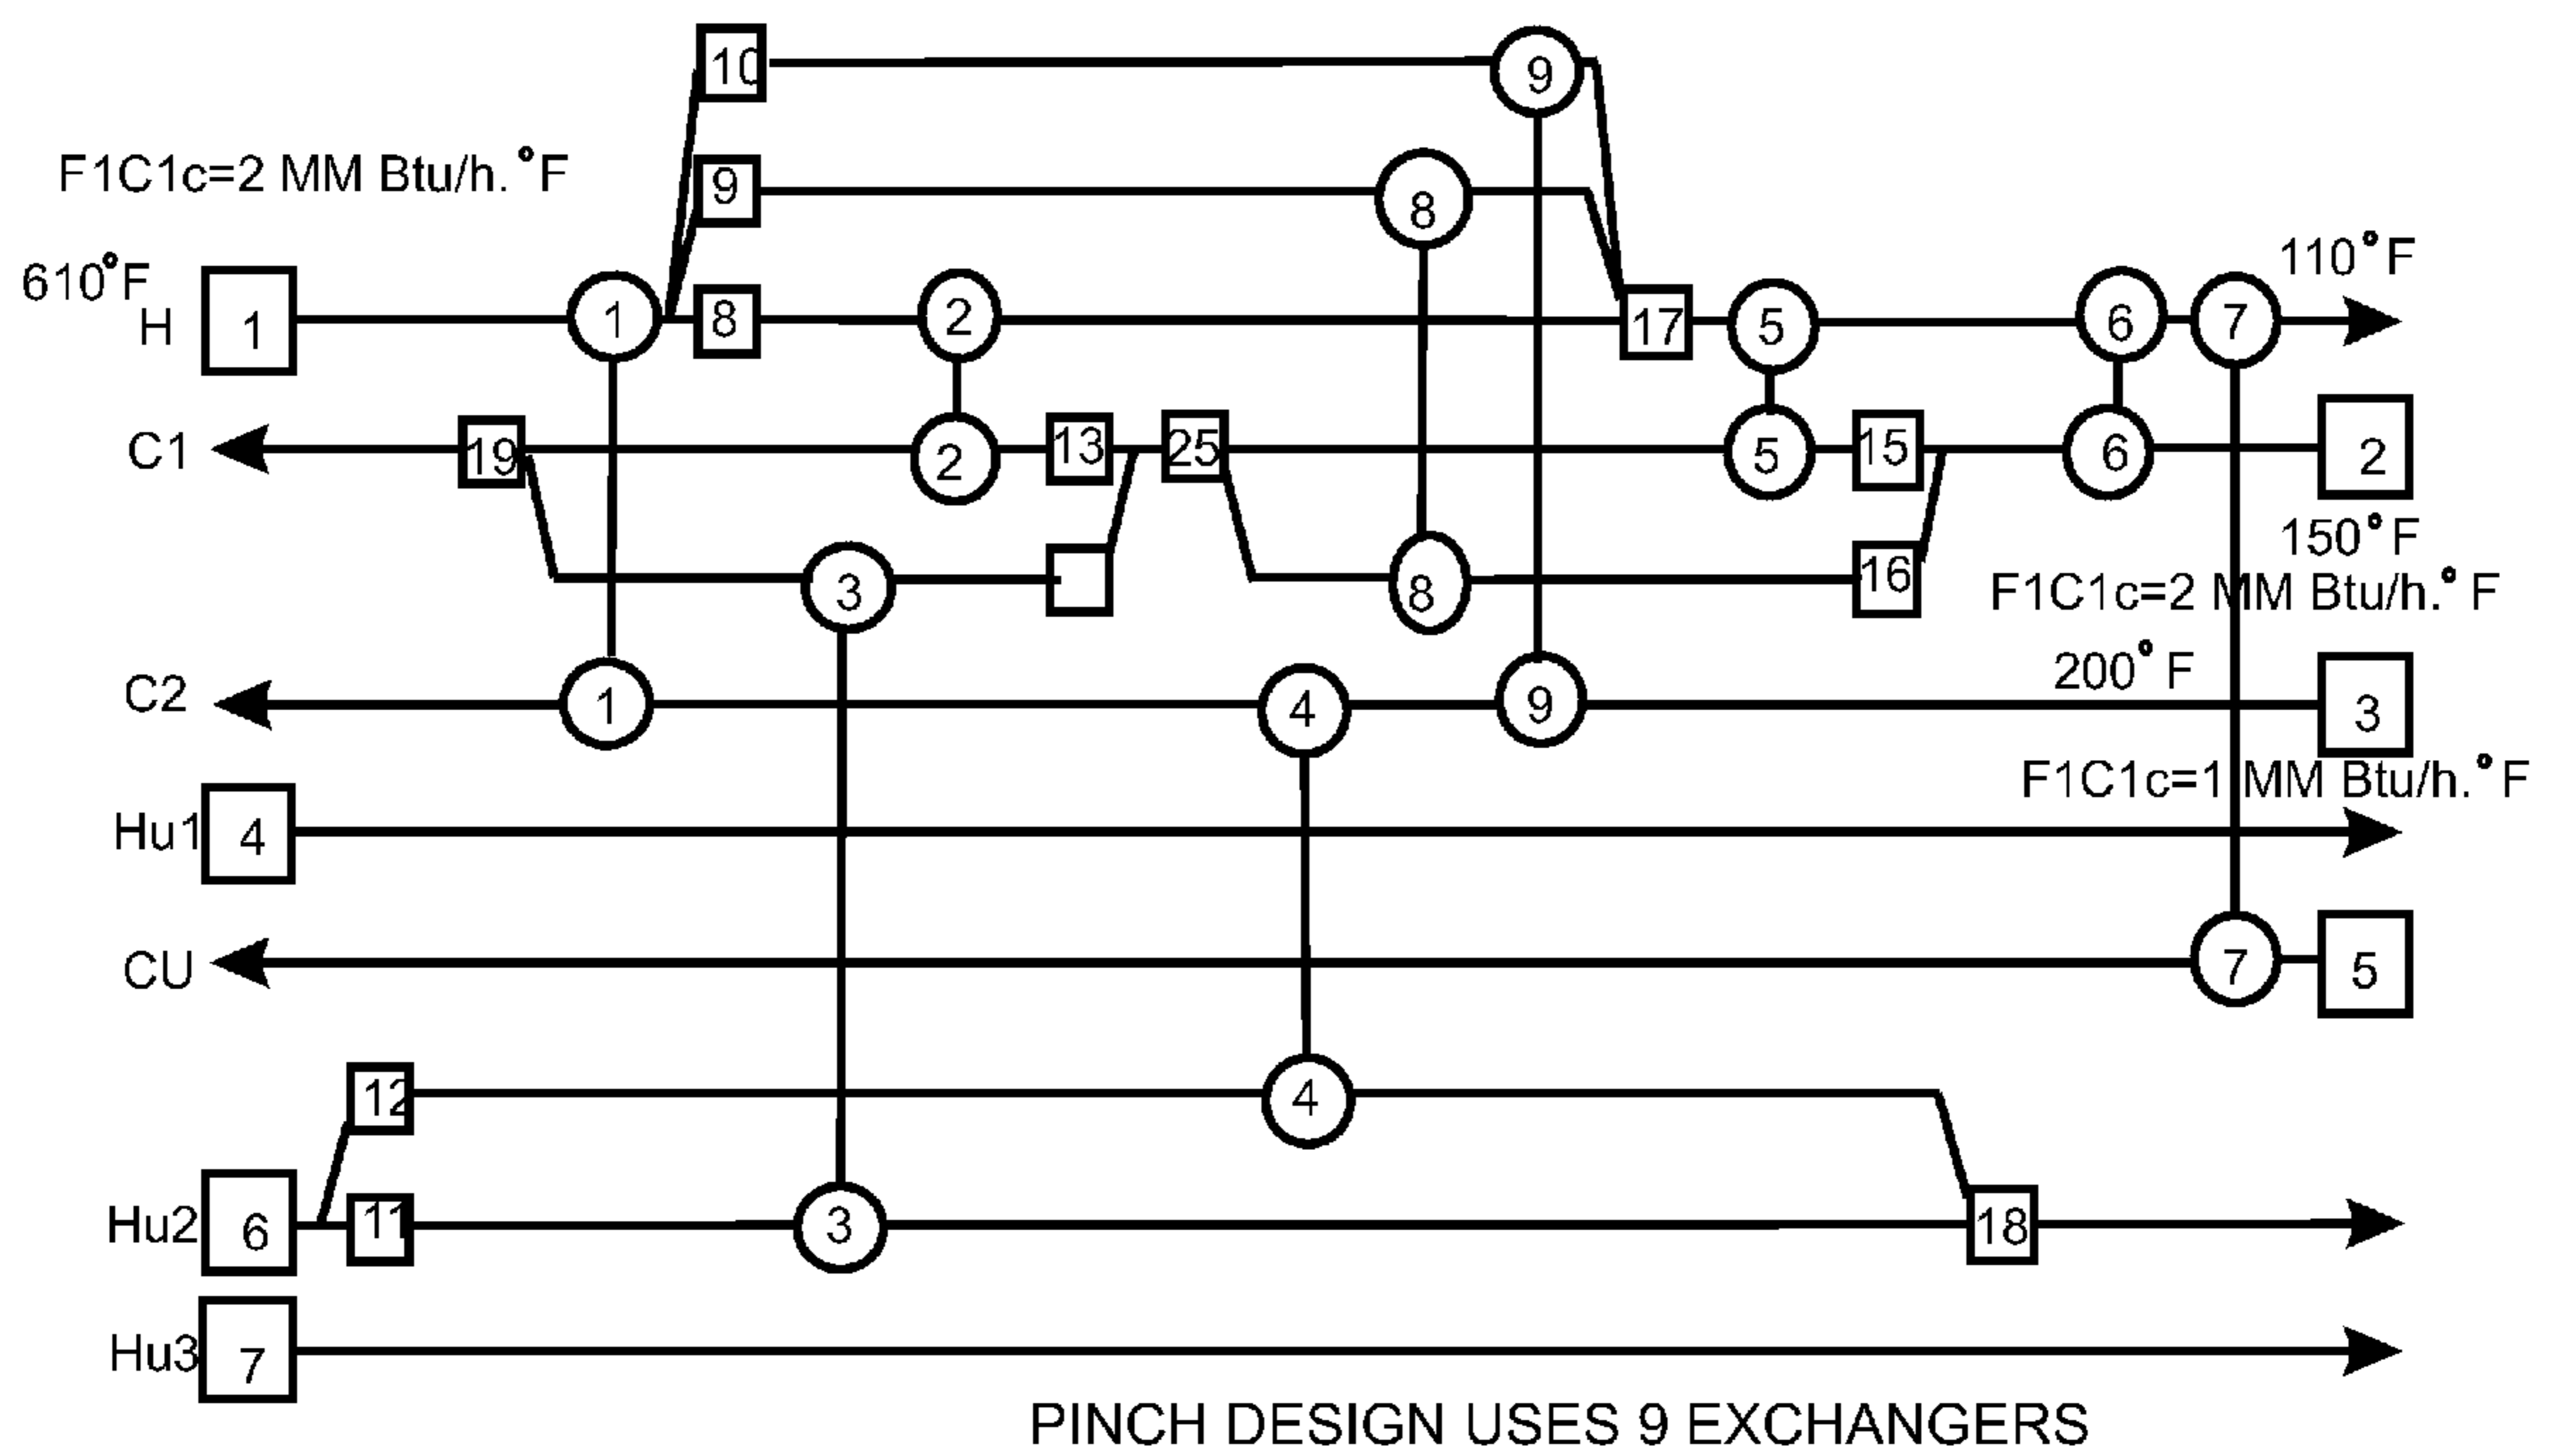 10 9
F1C1c=2 MM Btu/h.°F 9 8
610°F 110°F
H 1 1 8 2 17 5 6 7
C1 19 2 13 25 5 15 6 2
150°F
3 8 16 F1C1c=2 MM Btu/h.°F
200°F
C2 1 4 9 3
F1C1c=1 MM Btu/h.°F
Hu1 4
CU 7 5
12 4
Hu2 6 11 3 18
Hu3 7
PINCH DESIGN USES 9 EXCHANGERS